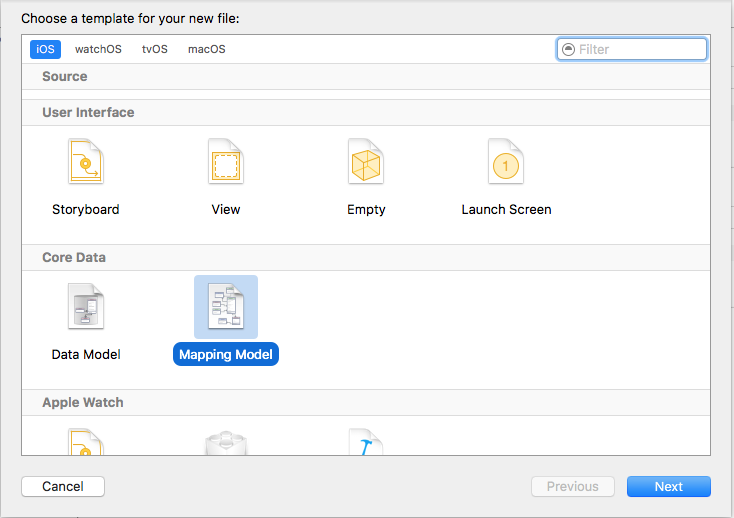 Choose a template for your new file:
iOS watchOS tvOS macOS Filter
Source
User Interface
1
Storyboard View Empty Launch Screen
Core Data
Data Model Mapping Model
Apple Watch
Cancel Previous Next